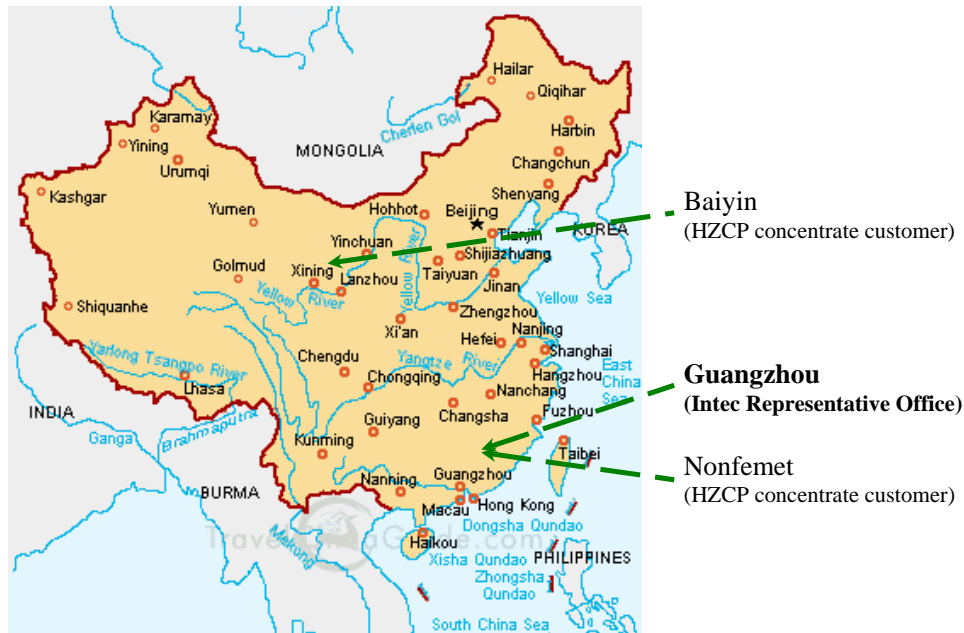 Hailar
Qiqihar
Karamay
Cherlen Gol
Harbin
Yining
MONGOLIA
Changchun
Urumqi
Kashgar
Shenyang
Yumen
Hohhot
Beijing
Baiyin
(HZCP concentrate customer)
Tianjin
KOREA
Yinchuan
Shijiazhuang
Golmud
Xining
Lanzhou
Taiyuan
Jinan
Yellow River
Yellow River
Yellow Sea
Shiquanhe
Zhengzhou
Xi'an
Hefei
Nanjing
Yarlong Tsangpo River
Chengdu
Yangtze River
Shanghai
East
China
Sea
Hangzhou
Lhasa
Chongqing
Nanchang
Guangzhou
(Intec Representative Office)
INDIA
Brahmaputra
Changsha
Fuzhou
Ganga
Guiyang
Kunming
Taibei
Nonfemet
(HZCP concentrate customer)
BURMA
Nanning
Guangzhou
Macau
Hong Kong
Dongsha Qundao
TravelChinaGuide.com
Mekong
Haikou
Xisha Qundao
PHILIPPINES
Zhongsha
Qundao
South China Sea